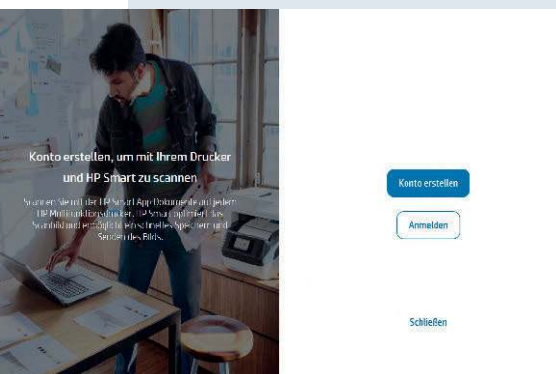 Konto erstellen, um mit Ihrem Drucker
und HP Smart zu scannen
Scannen Sie mit der HP Smart App Dokumente auf jedem
HP Multifunktionsdrucker. HP Smart optimiert das
Scanbild und ermöglicht ein schnelles Speichern und
Senden des Bilds.
Konto erstellen
Anmelden
Schließen